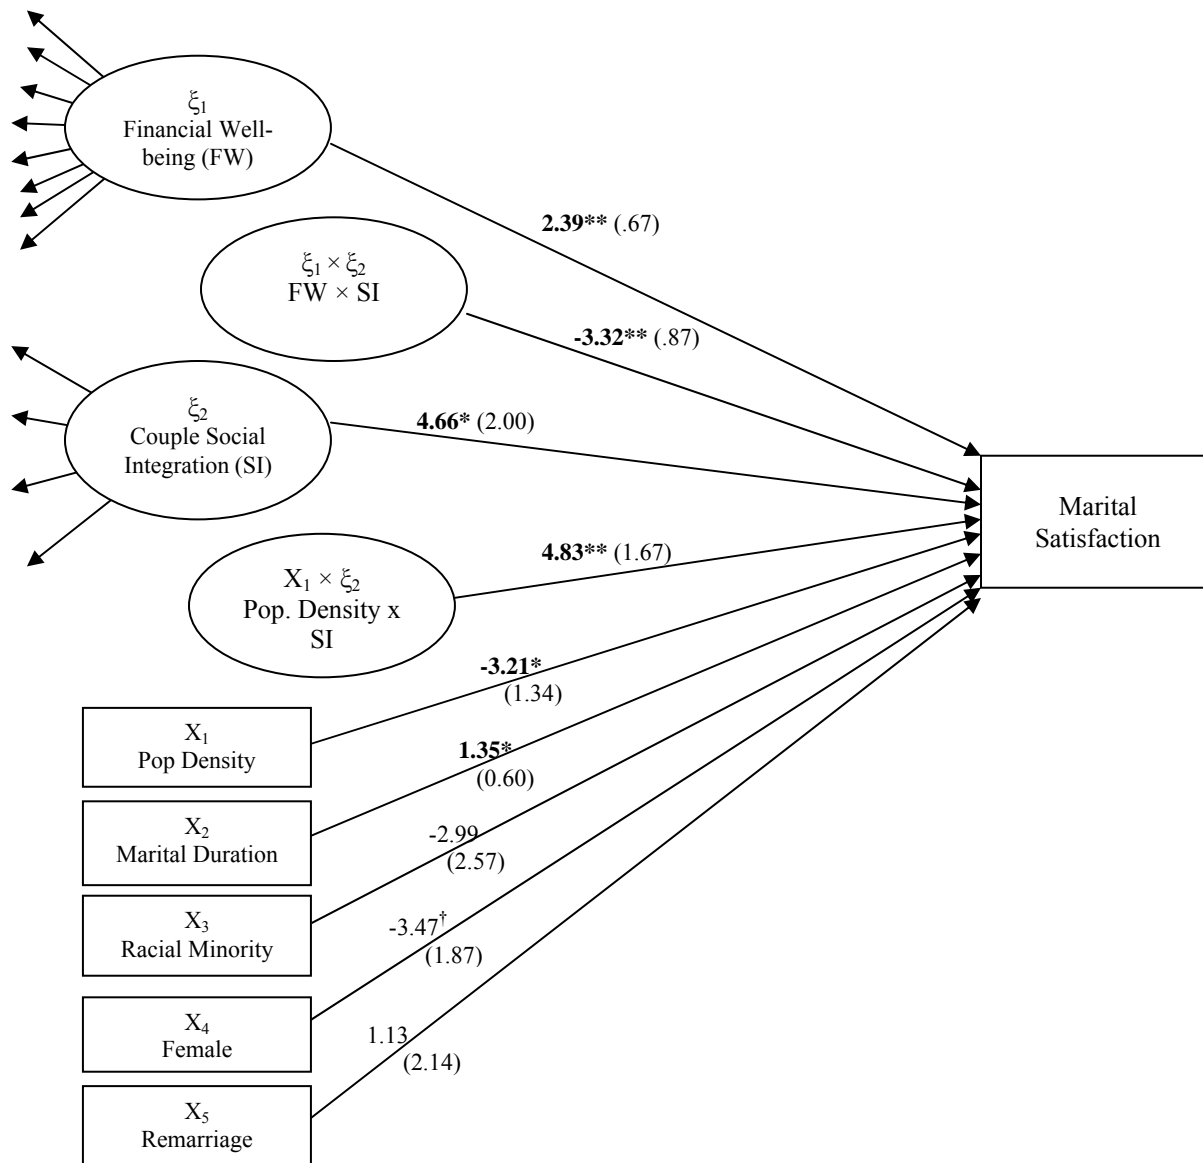 ξ₁
Financial Well-
being (FW)
2.39** (.67)
ξ₁ × ξ₂
FW × SI
-3.32** (.87)
ξ₂
Couple Social
Integration (SI)
4.66* (2.00)
Marital
Satisfaction
X₁ × ξ₂
Pop. Density x
SI
4.83** (1.67)
-3.21*
(1.34)
X₁
Pop Density
1.35*
(0.60)
X₂
Marital Duration
-2.99
(2.57)
X₃
Racial Minority
-3.47†
(1.87)
X₄
Female
1.13
(2.14)
X₅
Remarriage